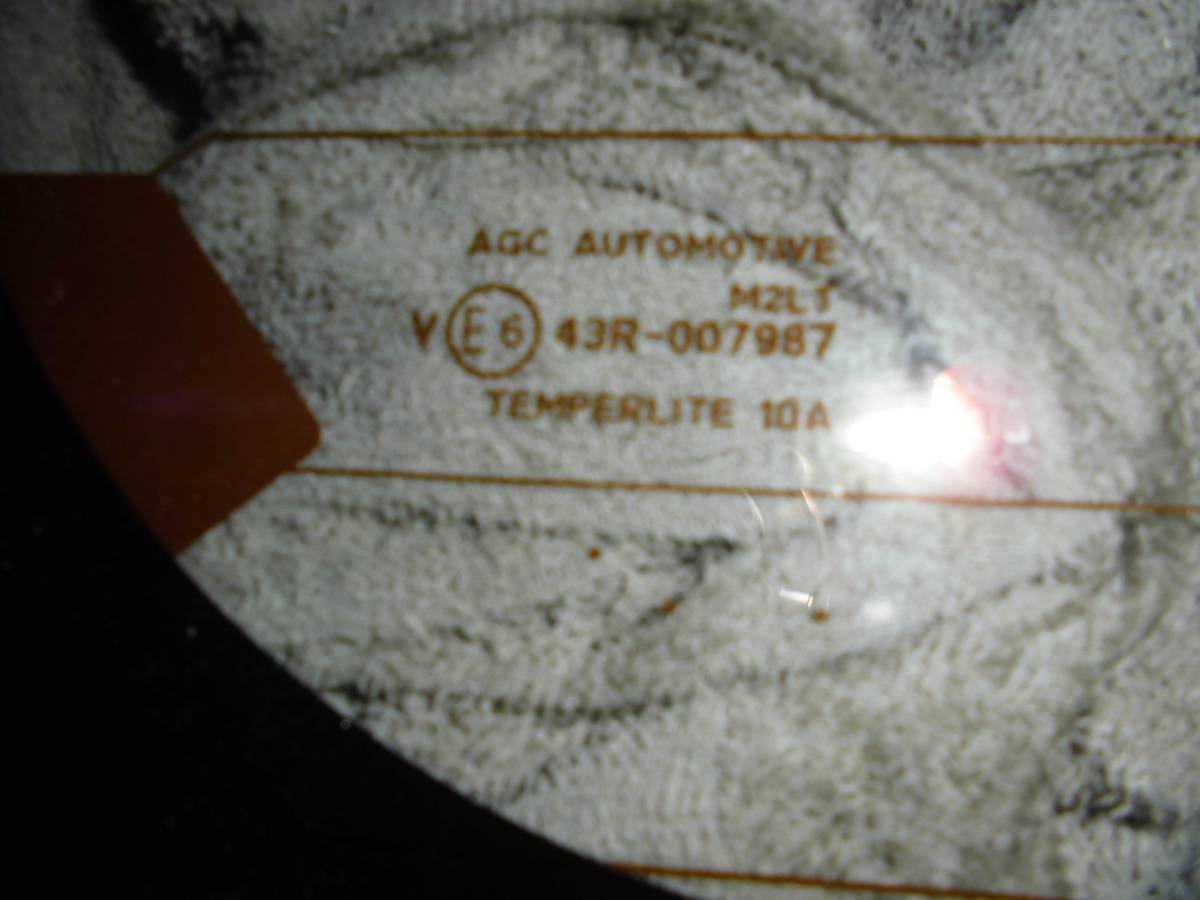 AGC AUTOMOTIVE
M2LT
V E6 43R-007987
TEMPERLITE 10A